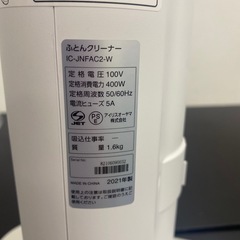 ふとんクリーナー
IC-JNFAC2-W
定格電圧 100V
定格消費電力 400W
定格周波数 50/60Hz
電流ヒューズ 5A
JET
PSE
アイリスオーヤマ
株式会社
吸込仕事率 —
質量 1.6kg
MADE IN CHINA
2021年製